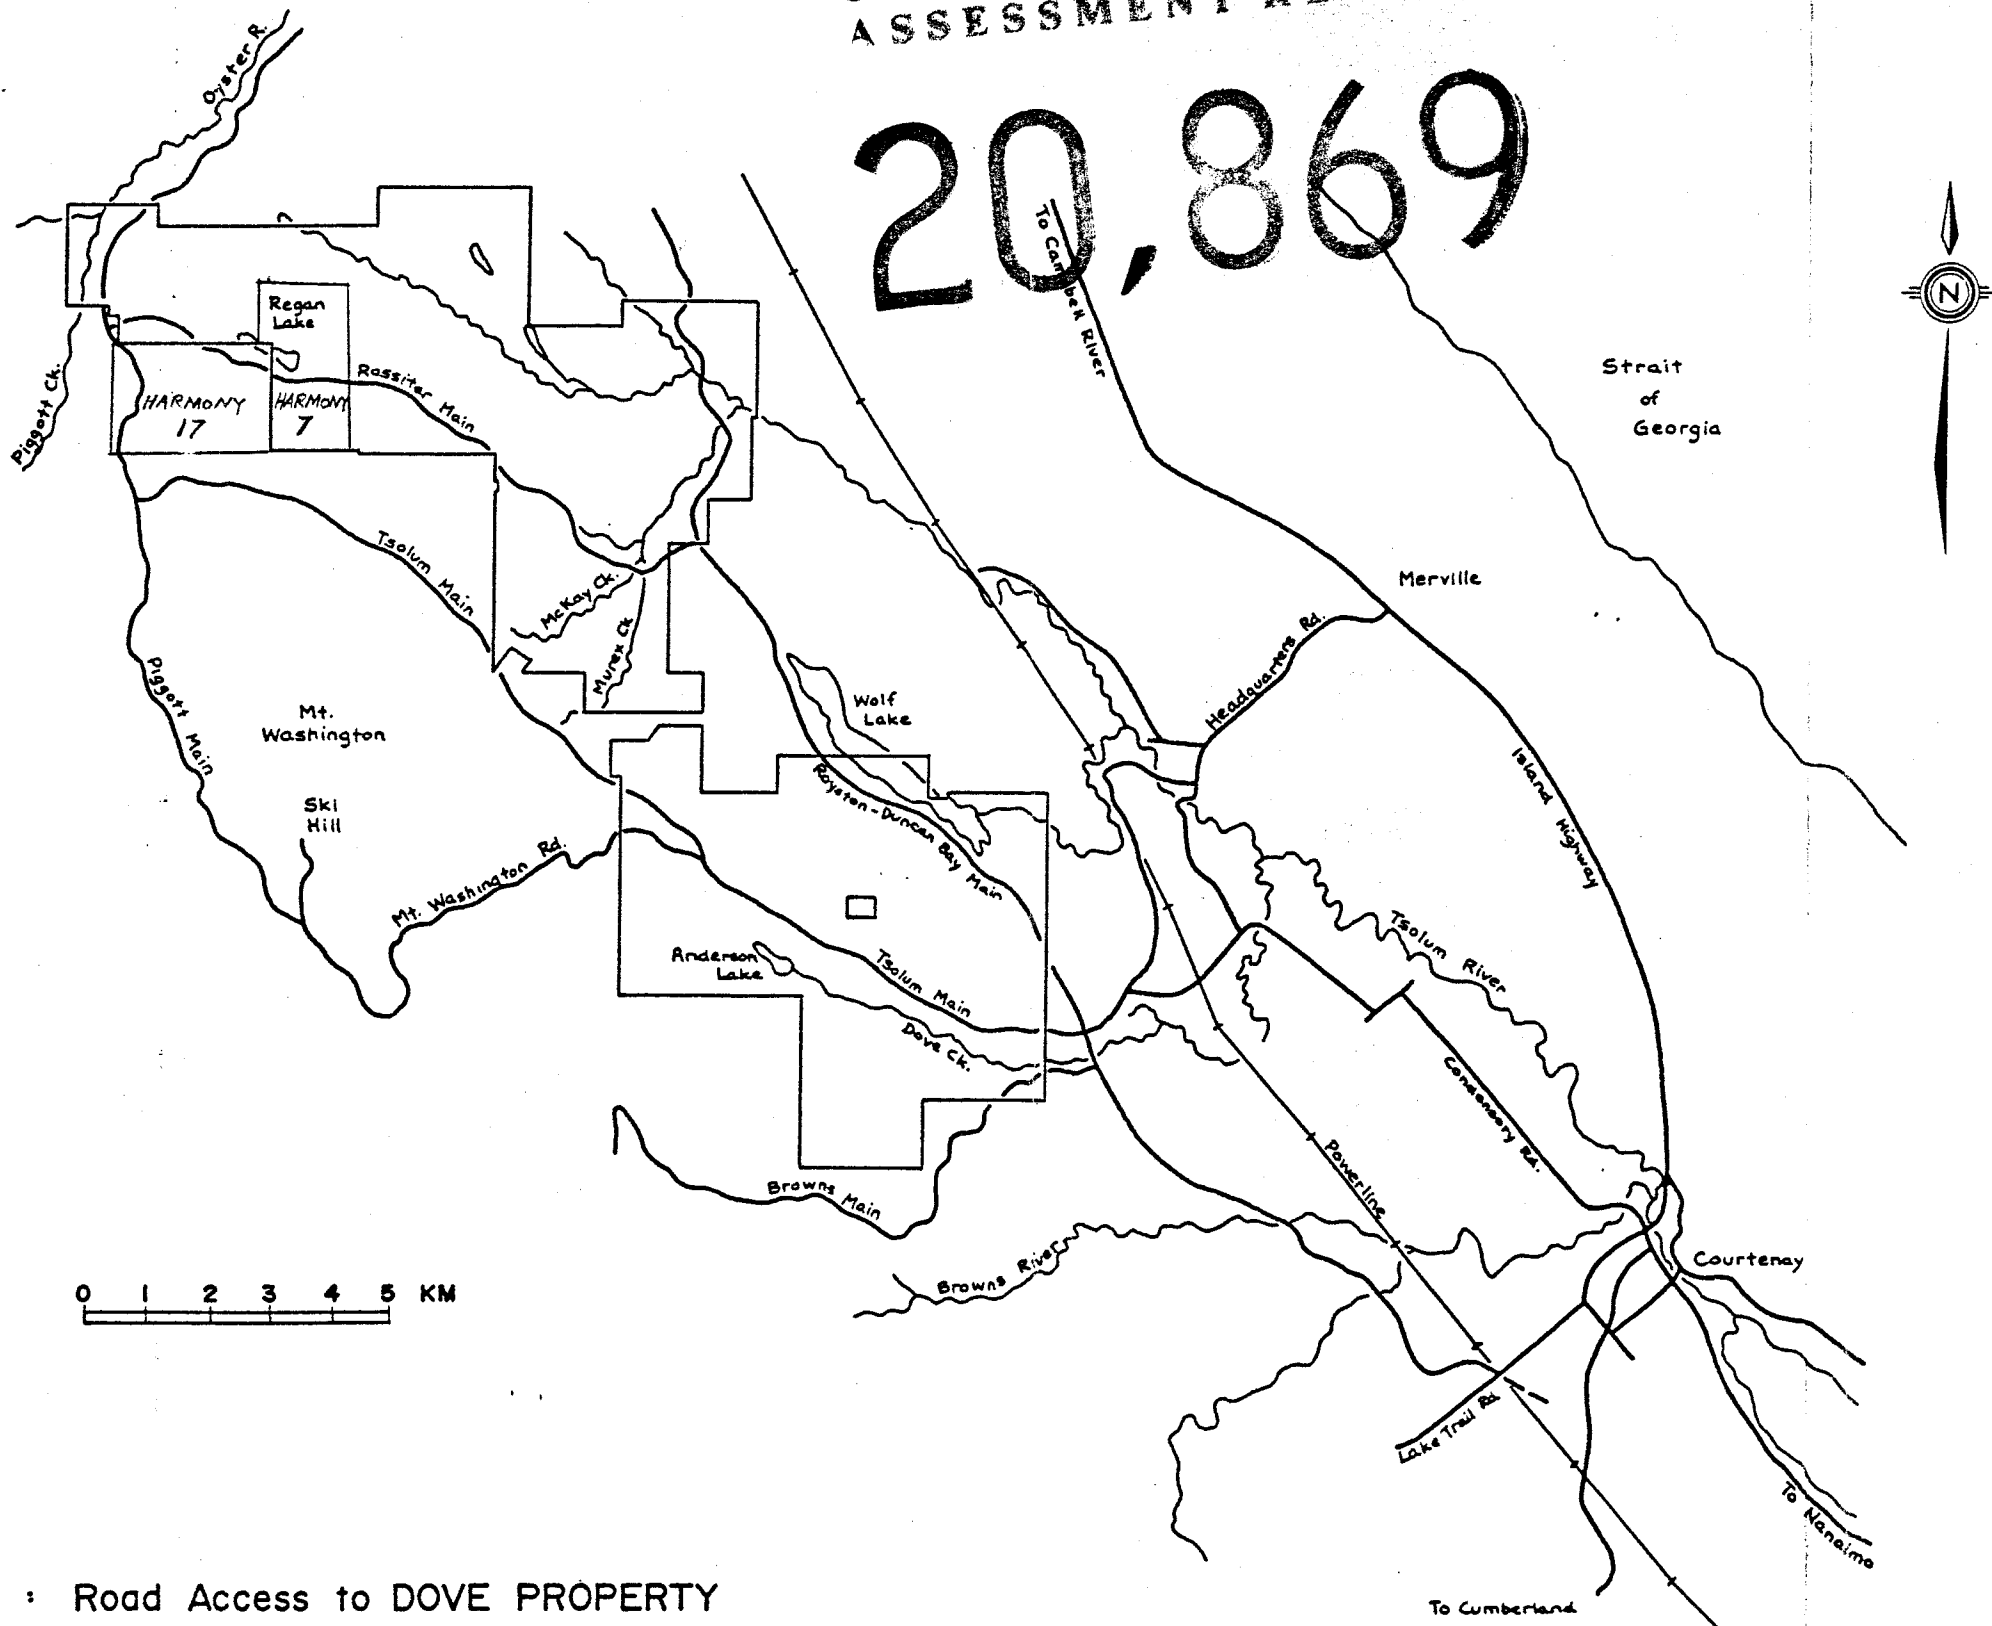 ASSESSMENT
20,869
Oyster R.
To Campbell River
N
Regan
Lake
Strait
of
Georgia
Piggott Ck.
Rossiter Main
HARMONY
17
HARMONY
7
Tsolum Main
Merville
McKay Ck.
Murex Ck
Headquarters Rd.
Piggott Main
Mt.
Washington
Wolf
Lake
Island Highway
Ski
Hill
Royston-Duncan Bay Main
Mt. Washington Rd.
Anderson
Lake
Tsolum Main
Tsolum River
Dove Ck.
Condensory Rd.
Powerline
Browns Main
Browns River
Courtenay
0 1 2 3 4 5 KM
Lake Trail Rd
To Nanaimo
To Cumberland
: Road Access to DOVE PROPERTY